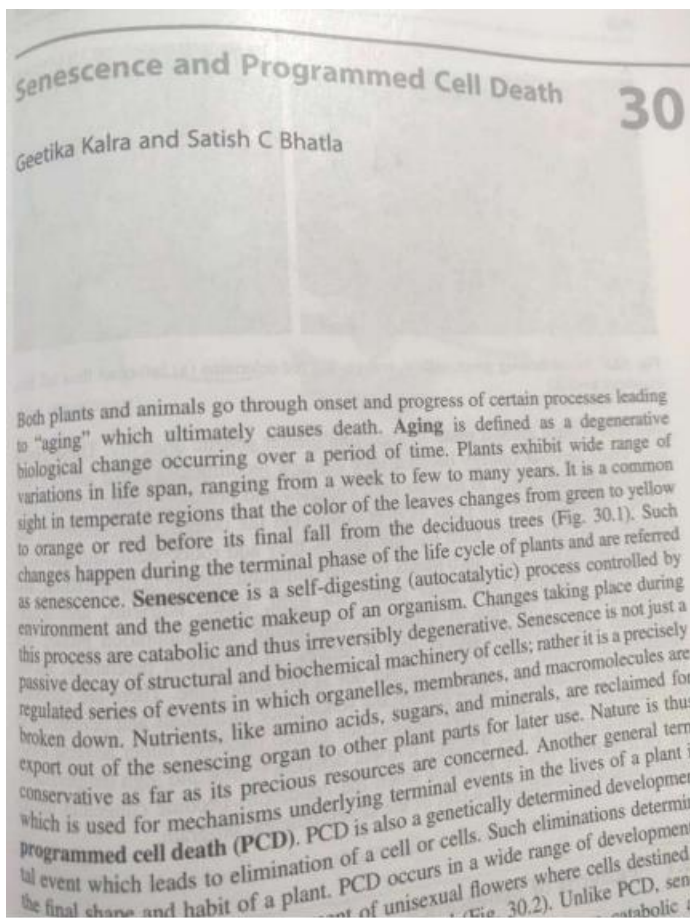 Senescence and Programmed Cell Death
30
Geetika Kalra and Satish C Bhatla
Both plants and animals go through onset and progress of certain processes leading
to “aging” which ultimately causes death. Aging is defined as a degenerative
biological change occurring over a period of time. Plants exhibit wide range of
variations in life span, ranging from a week to few to many years. It is a common
sight in temperate regions that the color of the leaves changes from green to yellow
to orange or red before its final fall from the deciduous trees (Fig. 30.1). Such
changes happen during the terminal phase of the life cycle of plants and are referred
as senescence. Senescence is a self-digesting (autocatalytic) process controlled by
environment and the genetic makeup of an organism. Changes taking place during
this process are catabolic and thus irreversibly degenerative. Senescence is not just a
passive decay of structural and biochemical machinery of cells; rather it is a precisely
regulated series of events in which organelles, membranes, and macromolecules are
broken down. Nutrients, like amino acids, sugars, and minerals, are reclaimed for
export out of the senescing organ to other plant parts for later use. Nature is thus
conservative as far as its precious resources are concerned. Another general term
which is used for mechanisms underlying terminal events in the lives of a plant i
programmed cell death (PCD). PCD is also a genetically determined developmen
tal event which leads to elimination of a cell or cells. Such eliminations determin
the final shape and habit of a plant. PCD occurs in a wide range of development
of unisexual flowers where cells destined
(Fig. 30.2). Unlike PCD, sen